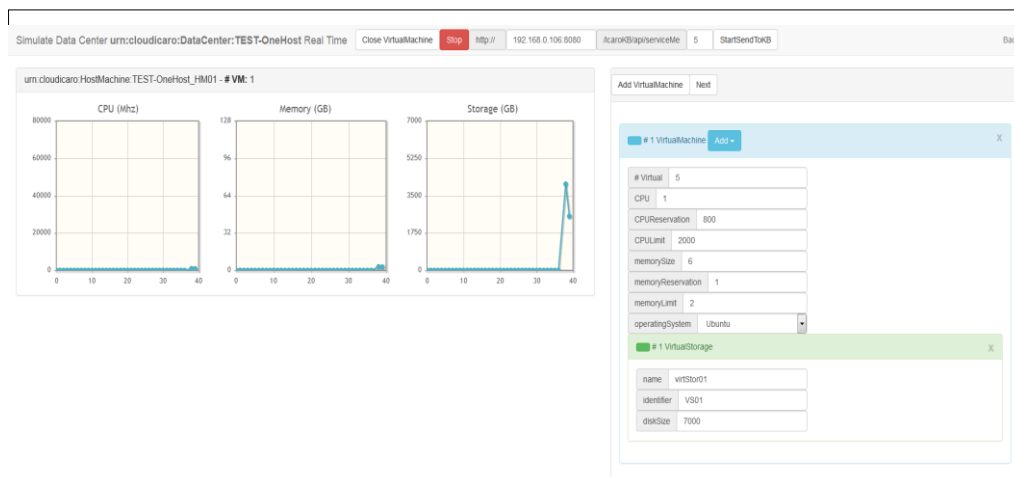 Simulate Data Center urn:cloudicaro:DataCenter:TEST-OneHost Real Time Close VirtualMachine Stop http:// 192.168.0.106:8080 /IcaroKB/api/serviceMe 5 StartSendToKB
urn:cloudicaro:HostMachine:TEST-OneHost_HM01 - # VM: 1
CPU (Mhz)
80000
60000
40000
20000
0
0 10 20 30 40
Memory (GB)
128
96
64
32
0
0 10 20 30 40
Storage (GB)
7000
5250
3500
1750
0
0 10 20 30 40
Add VirtualMachine Next
# 1 VirtualMachine Add X
# Virtual 5
CPU 1
CPUReservation 800
CPULimit 2000
memorySize 6
memoryReservation 1
memoryLimit 2
operatingSystem Ubuntu
# 1 VirtualStorage X
name virtStor01
identifier VS01
diskSize 7000